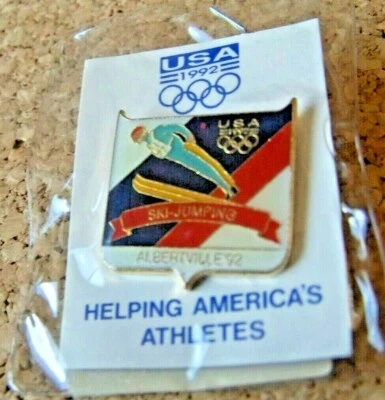 USA
1992
USA
SKI-JUMPING
ALBERTVILLE '92
HELPING AMERICA'S
ATHLETES